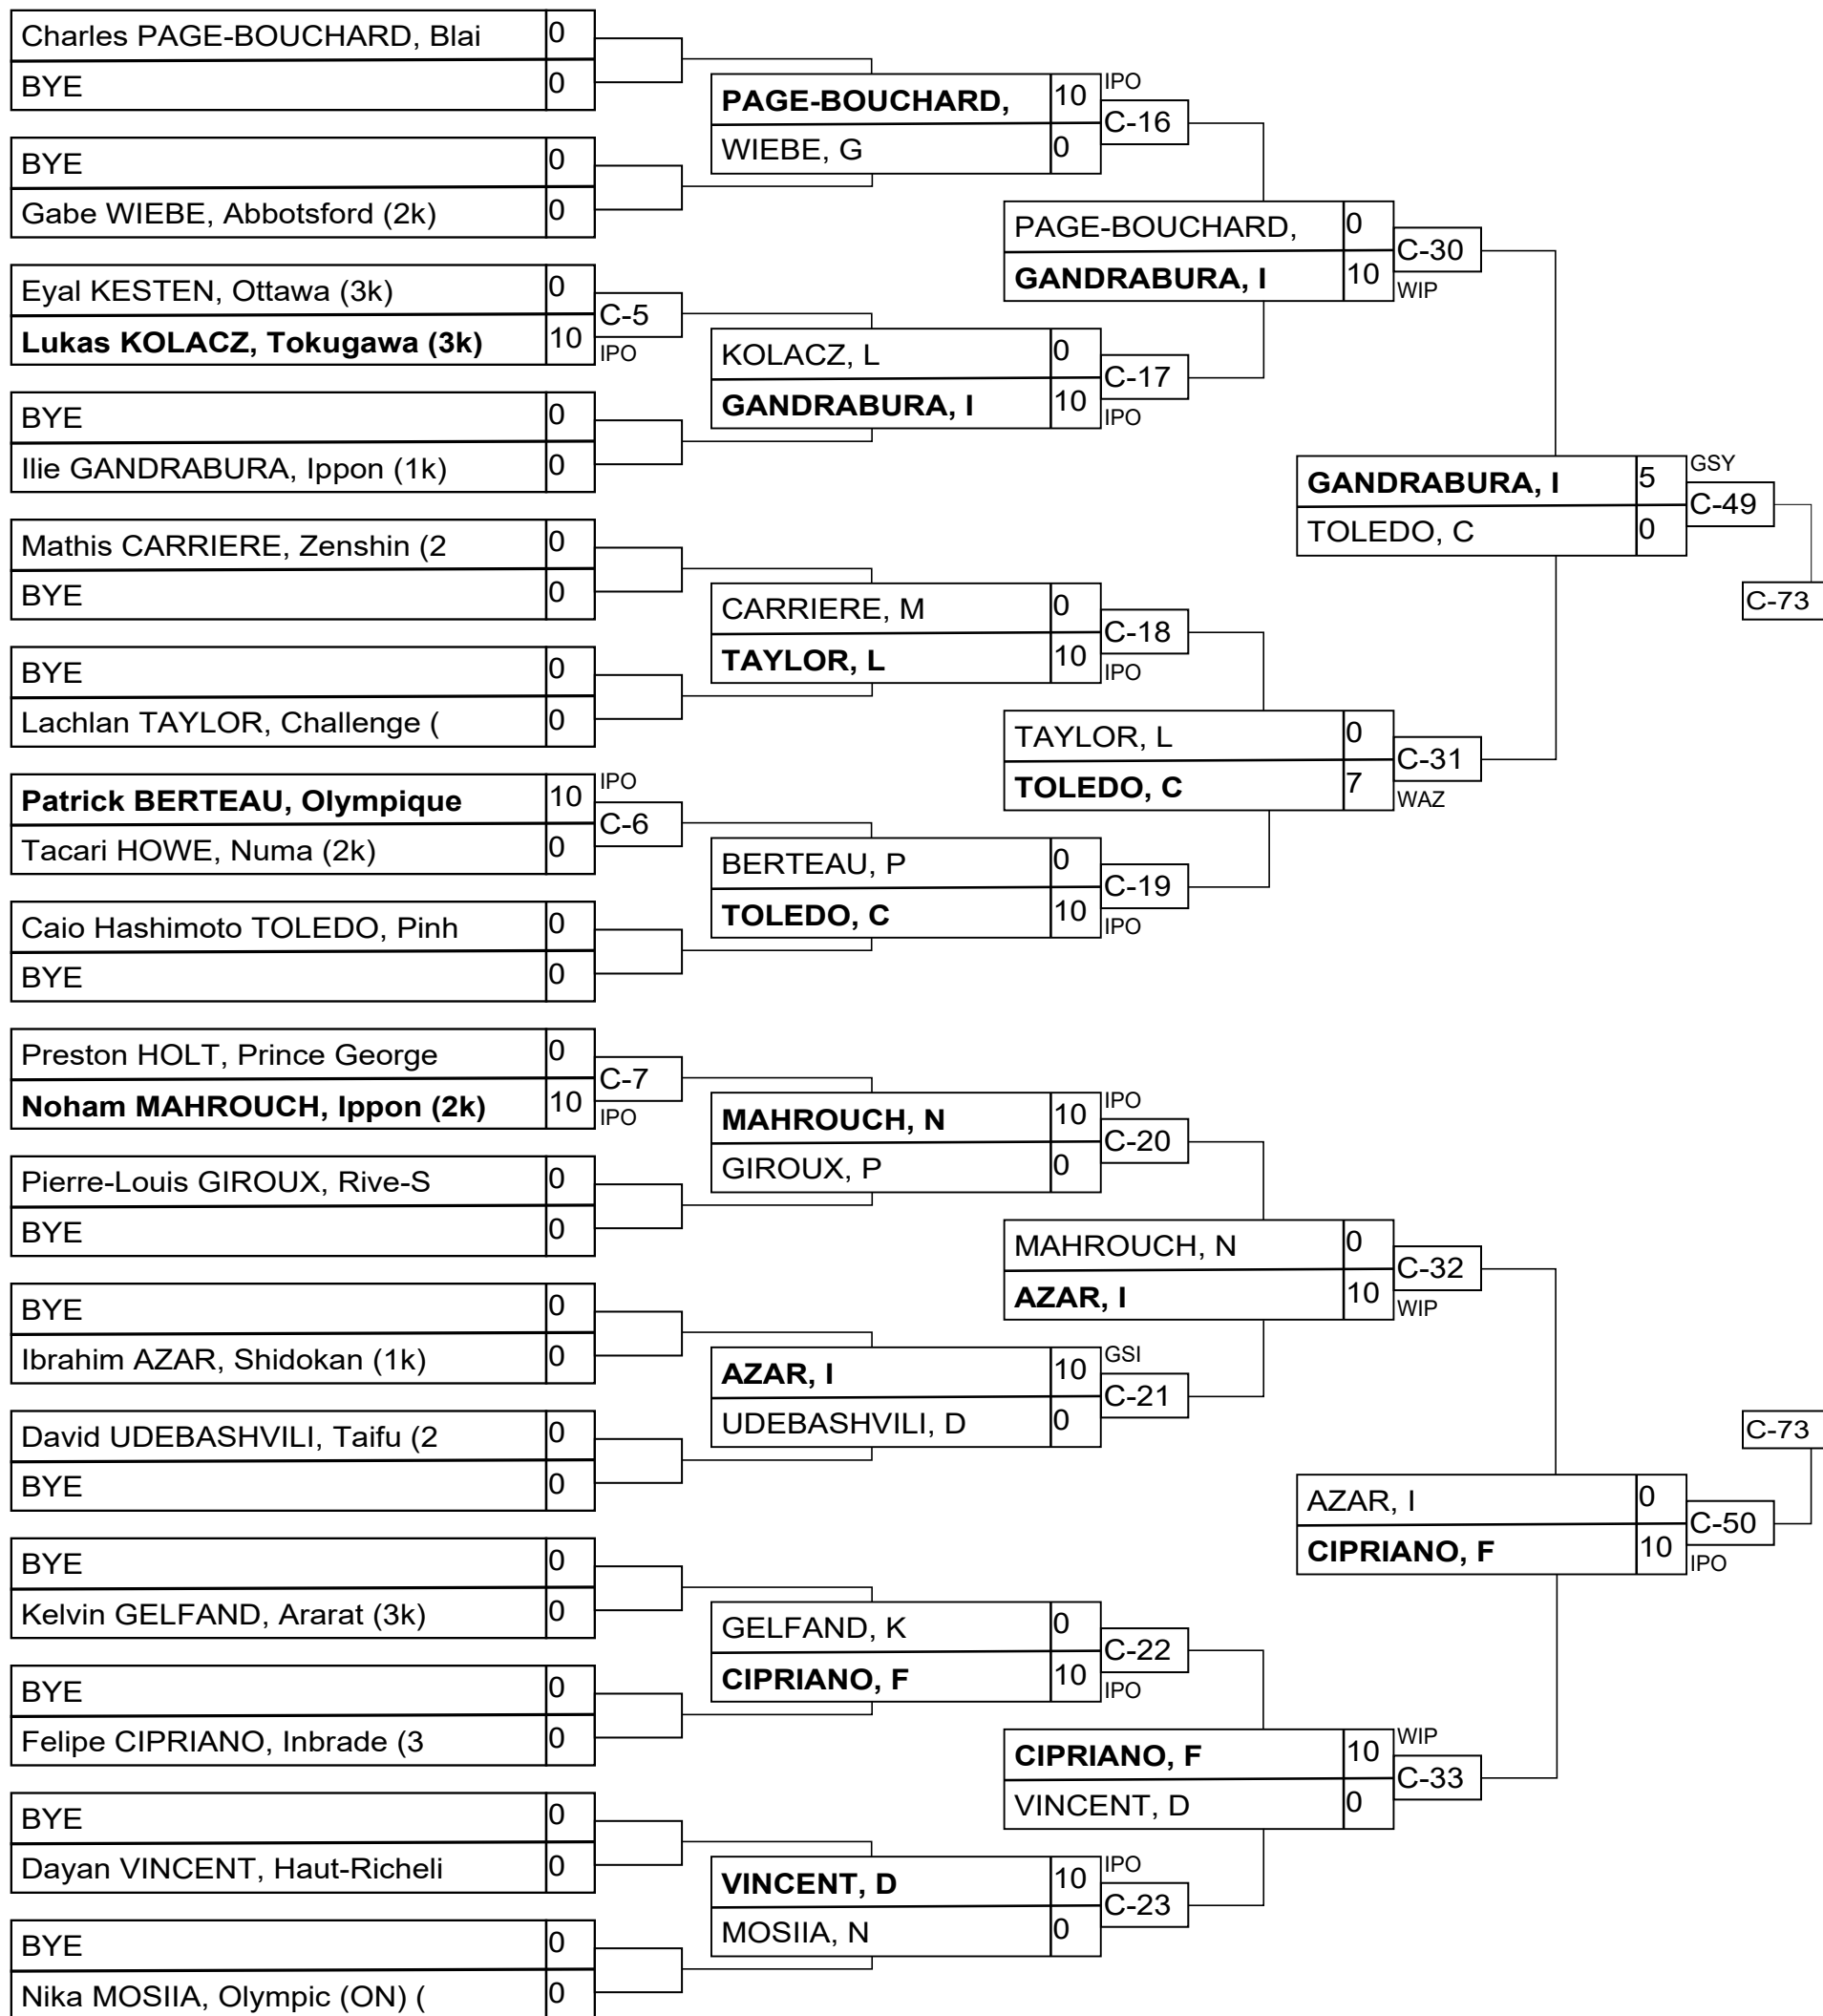 Charles PAGE-BOUCHARD, Blai 0
BYE 0
BYE 0
Gabe WIEBE, Abbotsford (2k) 0
Eyal KESTEN, Ottawa (3k) 0
C-5
Lukas KOLACZ, Tokugawa (3k) 10
IPO
BYE 0
Ilie GANDRABURA, Ippon (1k) 0
Mathis CARRIERE, Zenshin (2 0
BYE 0
BYE 0
Lachlan TAYLOR, Challenge ( 0
Patrick BERTEAU, Olympique 10
IPO
C-6
Tacari HOWE, Numa (2k) 0
Caio Hashimoto TOLEDO, Pinh 0
BYE 0
Preston HOLT, Prince George 0
C-7
Noham MAHROUCH, Ippon (2k) 10
IPO
Pierre-Louis GIROUX, Rive-S 0
BYE 0
BYE 0
Ibrahim AZAR, Shidokan (1k) 0
David UDEBASHVILI, Taifu (2 0
BYE 0
BYE 0
Kelvin GELFAND, Ararat (3k) 0
BYE 0
Felipe CIPRIANO, Inbrade (3 0
BYE 0
Dayan VINCENT, Haut-Richeli 0
BYE 0
Nika MOSIIA, Olympic (ON) ( 0
PAGE-BOUCHARD, 10
IPO
C-16
WIEBE, G 0
KOLACZ, L 0
C-17
GANDRABURA, I 10
IPO
CARRIERE, M 0
C-18
TAYLOR, L 10
IPO
BERTEAU, P 0
C-19
TOLEDO, C 10
IPO
MAHROUCH, N 10
IPO
C-20
GIROUX, P 0
AZAR, I 10
GSI
C-21
UDEBASHVILI, D 0
GELFAND, K 0
C-22
CIPRIANO, F 10
IPO
VINCENT, D 10
IPO
C-23
MOSIIA, N 0
PAGE-BOUCHARD, 0
C-30
GANDRABURA, I 10
WIP
TAYLOR, L 0
C-31
TOLEDO, C 7
WAZ
MAHROUCH, N 0
C-32
AZAR, I 10
WIP
CIPRIANO, F 10
WIP
C-33
VINCENT, D 0
GANDRABURA, I 5
GSY
C-49
TOLEDO, C 0
C-73
C-73
AZAR, I 0
C-50
CIPRIANO, F 10
IPO